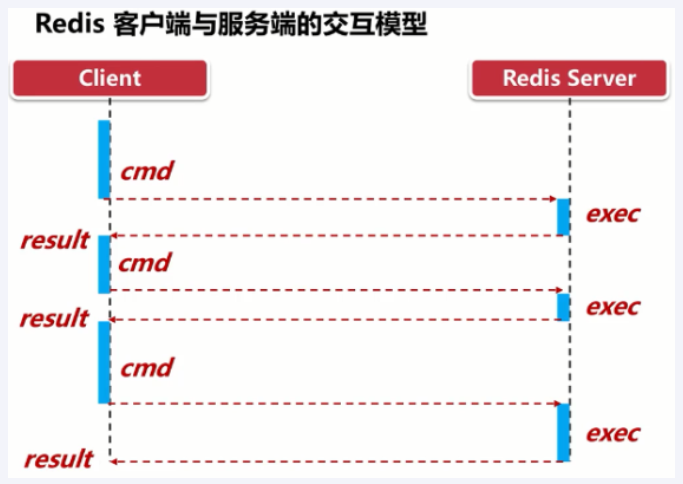 Redis 客户端与服务端的交互模型
Client
Redis Server
cmd
exec
result
cmd
exec
result
cmd
exec
result